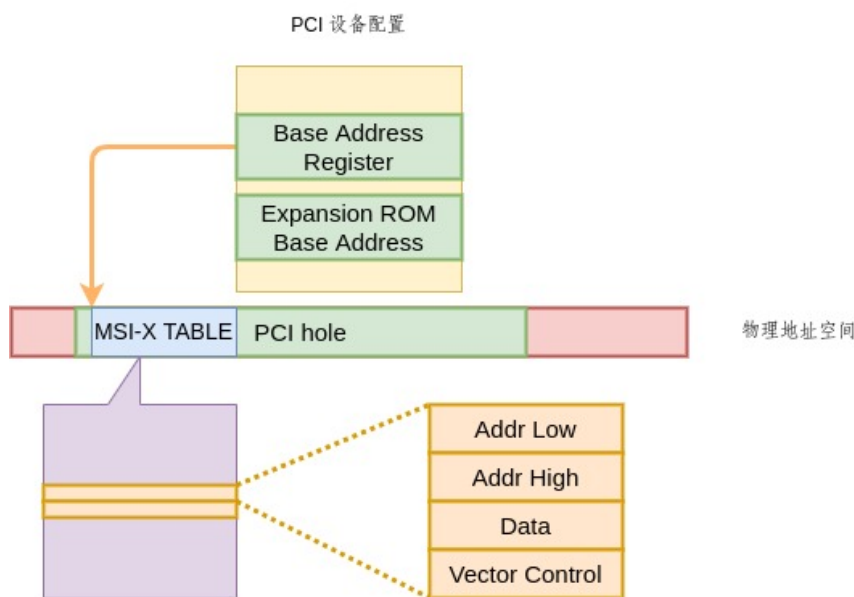 PCI 设备配置
Base Address
Register
Expansion ROM
Base Address
MSI-X TABLE
PCI hole
物理地址空间
Addr Low
Addr High
Data
Vector Control